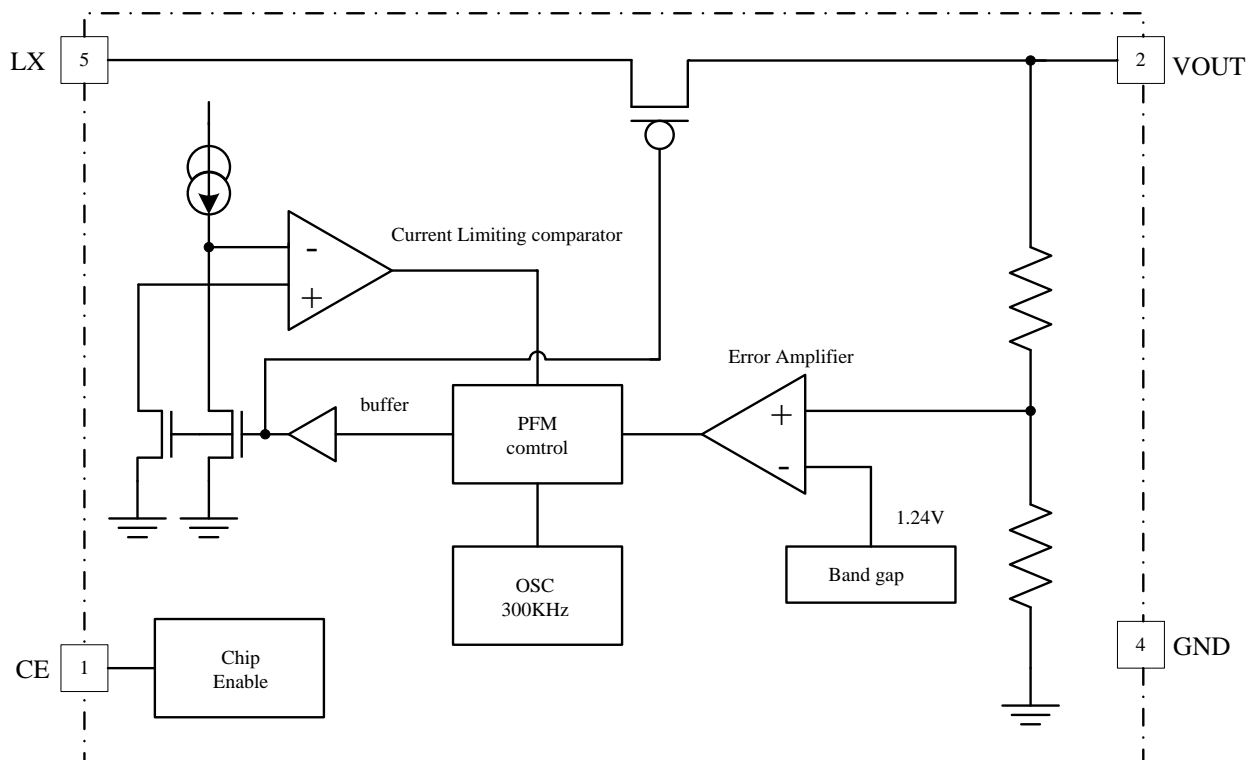 LX
5
2
VOUT
Current Limiting comparator
-
+
Error Amplifier
buffer
PFM
comtrol
+
-
1.24V
OSC
300KHz
Band gap
CE
1
Chip
Enable
4
GND